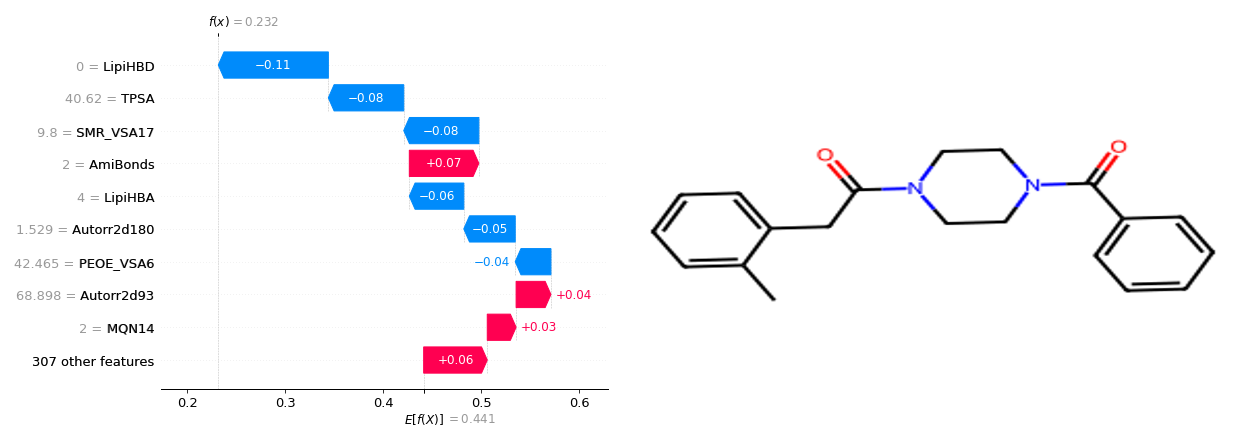 f(x) = 0.232
0 = LipiHBD −0.11
40.62 = TPSA −0.08
9.8 = SMR_VSA17 −0.08
2 = AmiBonds +0.07
4 = LipiHBA −0.06
1.529 = Autorr2d180 −0.05
42.465 = PEOE_VSA6 −0.04
68.898 = Autorr2d93 +0.04
2 = MQN14 +0.03
307 other features +0.06
0.2 0.3 0.4 0.5 0.6
E[f(X)] = 0.441
O
N
N
O